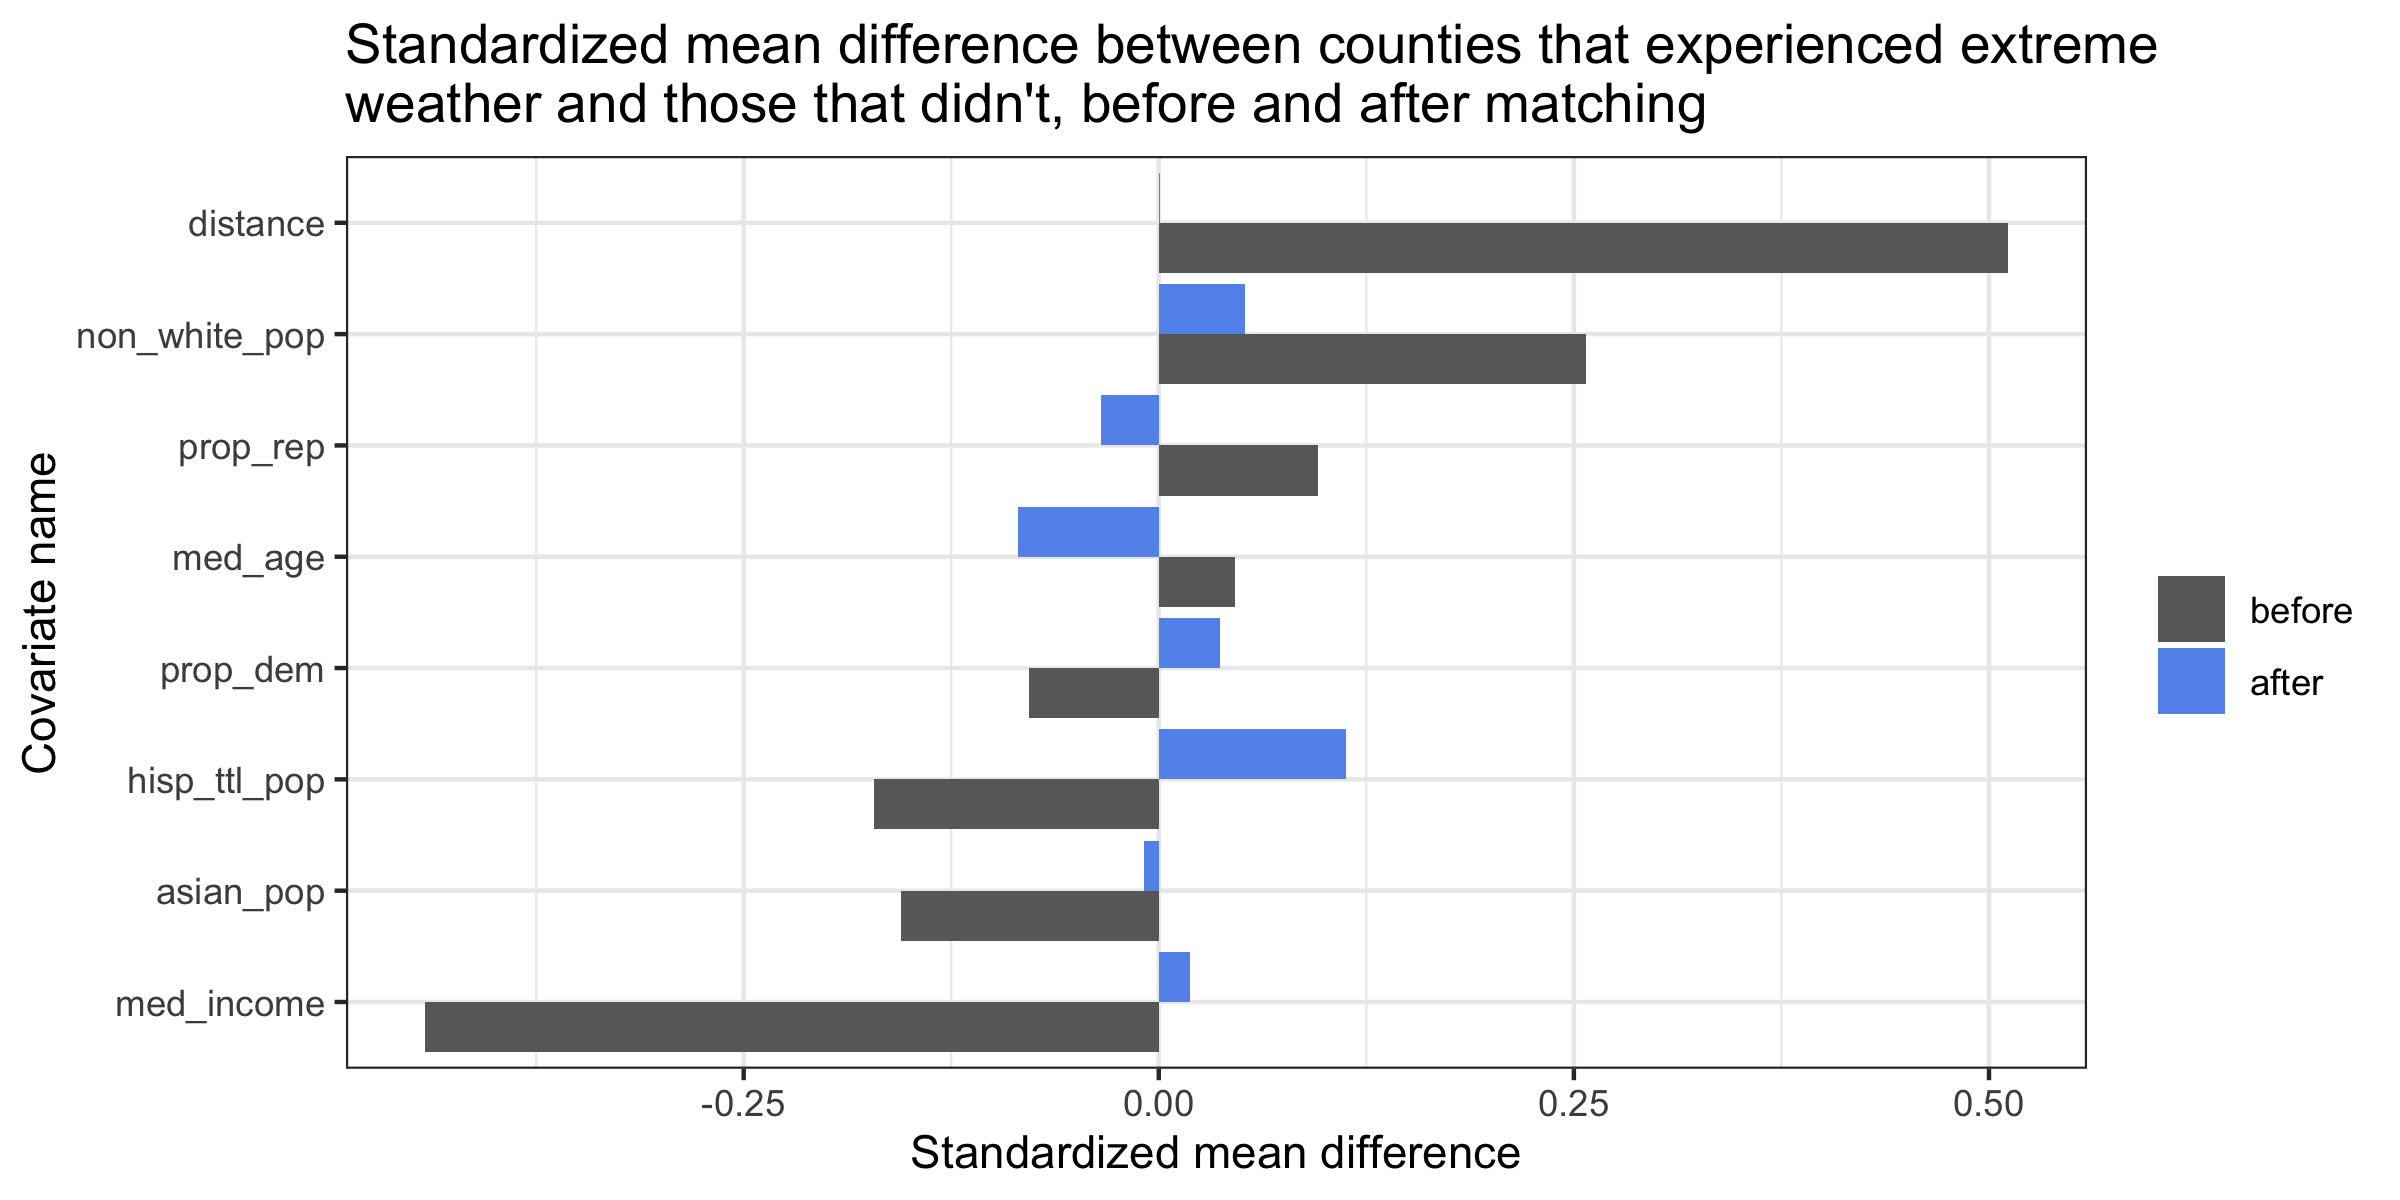 Standardized mean difference between counties that experienced extreme
weather and those that didn't, before and after matching
Covariate name
distance
non_white_pop
prop_rep
med_age
prop_dem
hisp_ttl_pop
asian_pop
med_income
before
after
-0.25
0.00
0.25
0.50
Standardized mean difference